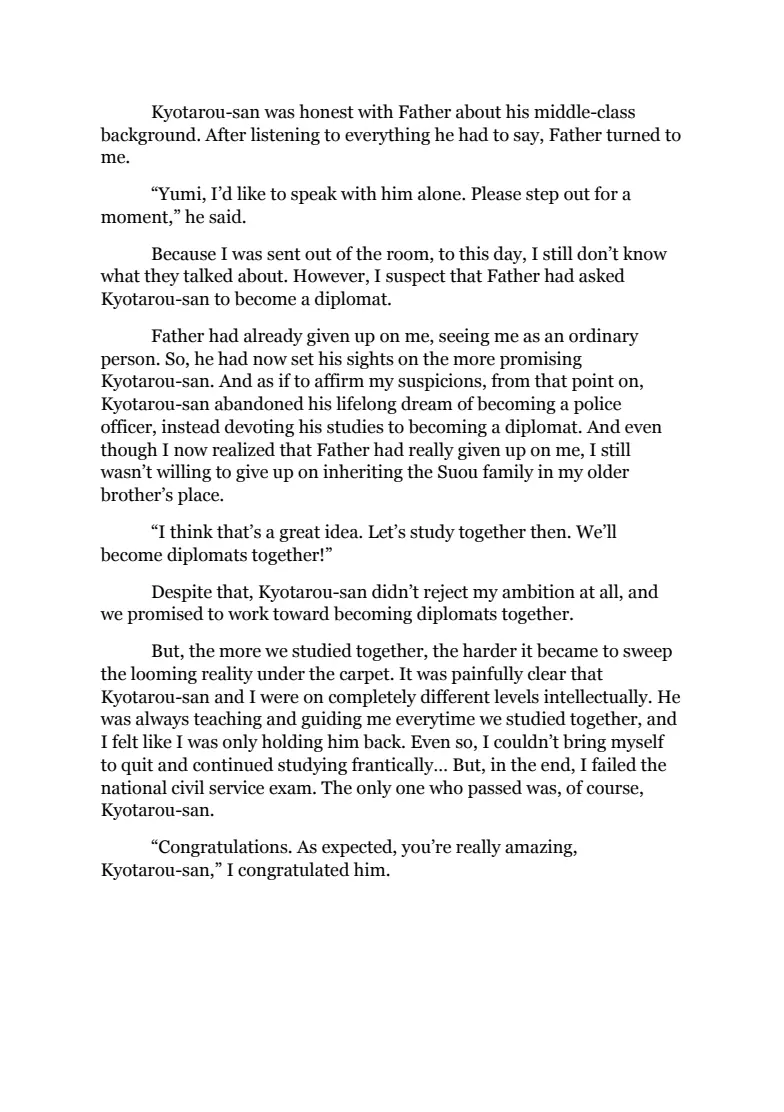 Kyotarou-san was honest with Father about his middle-class
background. After listening to everything he had to say, Father turned to
me.
“Yumi, I’d like to speak with him alone. Please step out for a
moment,” he said.
Because I was sent out of the room, to this day, I still don’t know
what they talked about. However, I suspect that Father had asked
Kyotarou-san to become a diplomat.
Father had already given up on me, seeing me as an ordinary
person. So, he had now set his sights on the more promising
Kyotarou-san. And as if to affirm my suspicions, from that point on,
Kyotarou-san abandoned his lifelong dream of becoming a police
officer, instead devoting his studies to becoming a diplomat. And even
though I now realized that Father had really given up on me, I still
wasn’t willing to give up on inheriting the Suou family in my older
brother’s place.
“I think that’s a great idea. Let’s study together then. We’ll
become diplomats together!”
Despite that, Kyotarou-san didn’t reject my ambition at all, and
we promised to work toward becoming diplomats together.
But, the more we studied together, the harder it became to sweep
the looming reality under the carpet. It was painfully clear that
Kyotarou-san and I were on completely different levels intellectually. He
was always teaching and guiding me everytime we studied together, and
I felt like I was only holding him back. Even so, I couldn’t bring myself
to quit and continued studying frantically… But, in the end, I failed the
national civil service exam. The only one who passed was, of course,
Kyotarou-san.
“Congratulations. As expected, you’re really amazing,
Kyotarou-san,” I congratulated him.